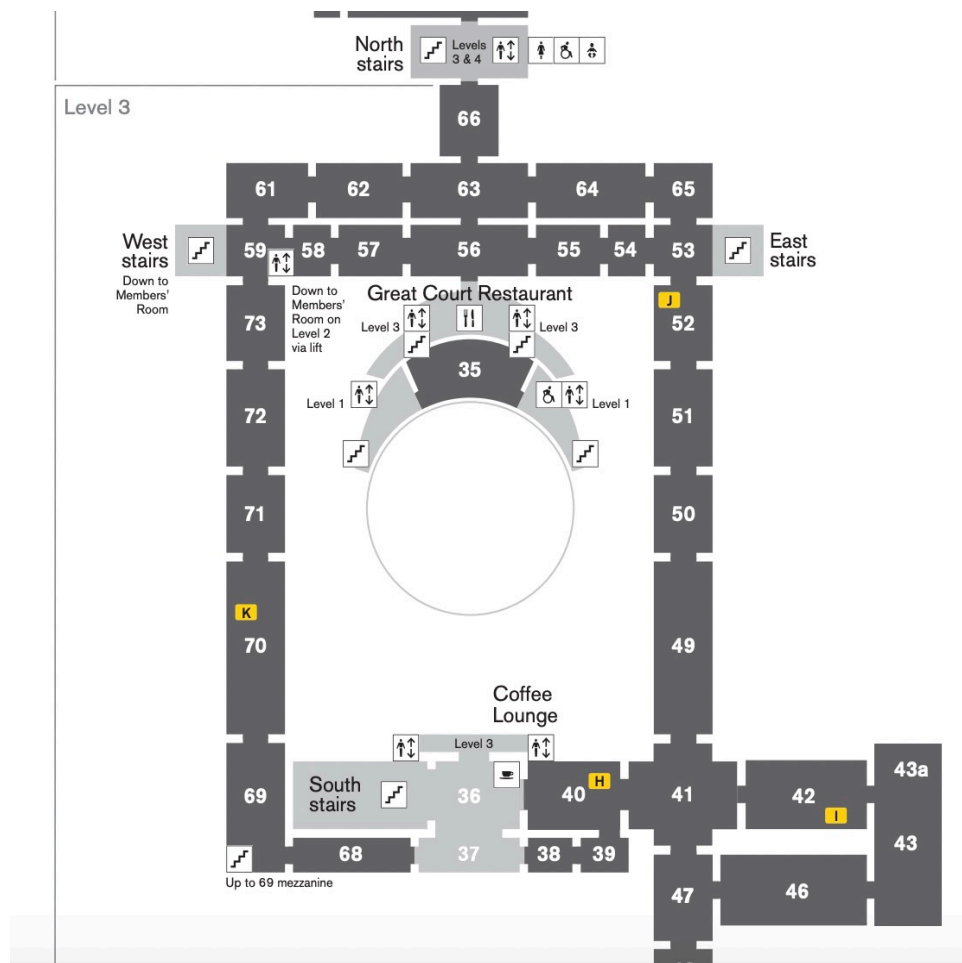 North
stairs
Levels
3 & 4
Level 3
66
61
62
63
64
65
West
stairs
Down to
Members'
Room
59
58
57
56
55
54
53
East
stairs
Down to
Members'
Room on
Level 2
via lift
Great Court Restaurant
Level 3
Level 3
J
73
52
35
Level 1
Level 1
72
51
71
50
K
70
49
Coffee
Lounge
Level 3
South
stairs
69
36
40
H
41
42
I
43a
43
68
37
38
39
Up to 69 mezzanine
47
46